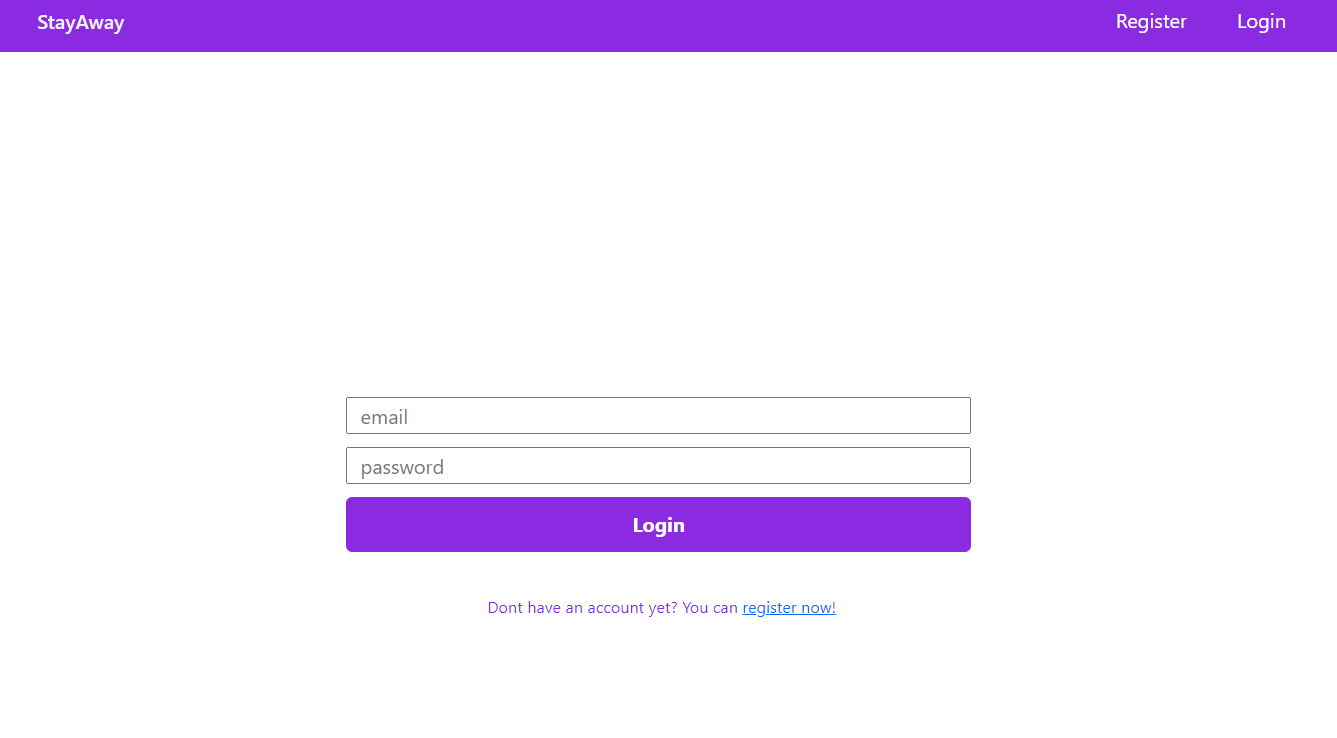 StayAway Register Login
email
password
Login
Dont have an account yet? You can register now!